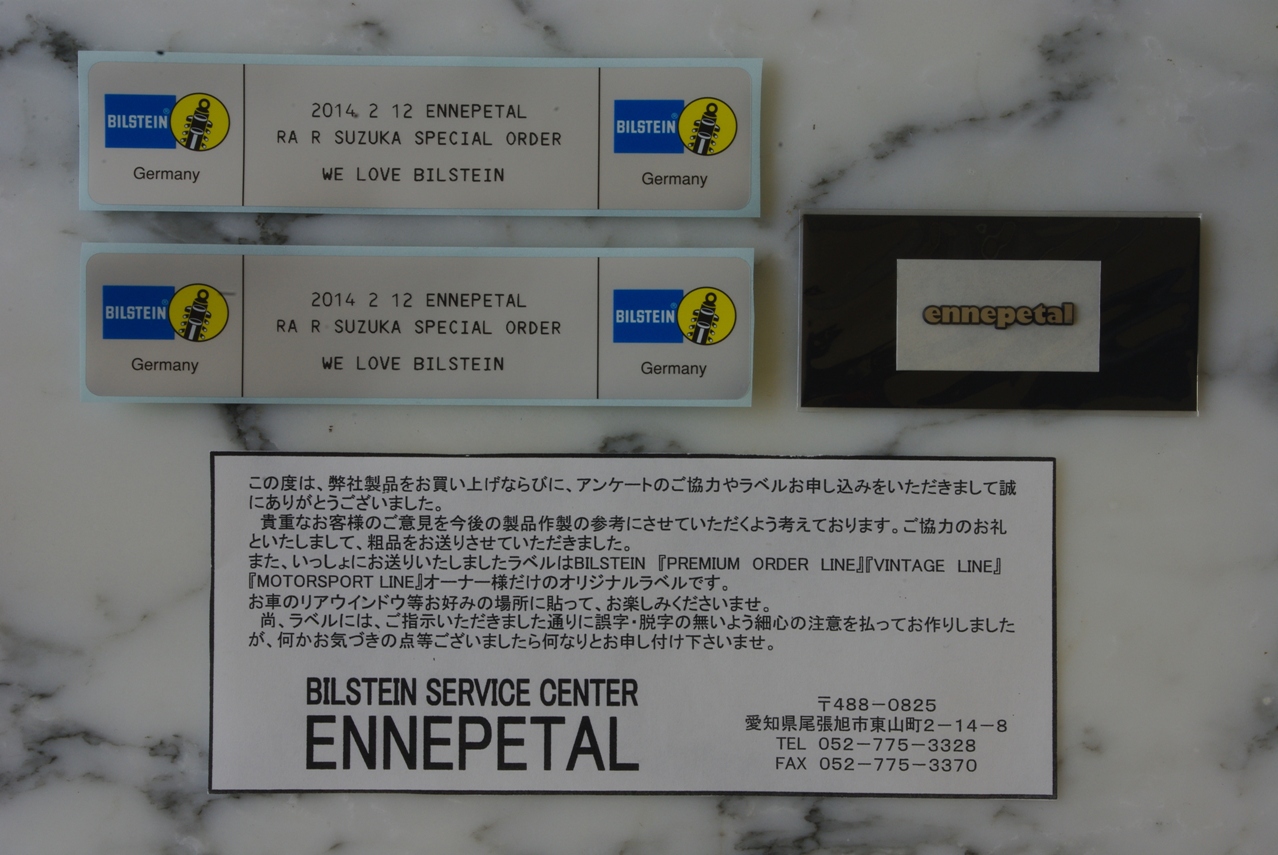 BILSTEIN
Germany
2014 2 12 ENNEPETAL
RA R SUZUKA SPECIAL ORDER
WE LOVE BILSTEIN
BILSTEIN
Germany
BILSTEIN
Germany
2014 2 12 ENNEPETAL
RA R SUZUKA SPECIAL ORDER
WE LOVE BILSTEIN
BILSTEIN
Germany
ennepetal
この度は、弊社製品をお買い上げならびに、アンケートのご協力やラベルお申し込みをいただきまして誠
にありがとうございました。
貴重なお客様のご意見を今後の製品作製の参考にさせていただくよう考えております。ご協力のお礼
といたしまして、粗品をお送りさせていただきました。
また、いっしょにお送りいたしましたラベルはBILSTEIN 『PREMIUM ORDER LINE』『VINTAGE LINE』
『MOTORSPORT LINE』オーナー様だけのオリジナルラベルです。
お車のリアウインドウ等お好みの場所に貼って、お楽しみくださいませ。
尚、ラベルには、ご指示いただきました通りに誤字・脱字の無いよう細心の注意を払ってお作りしました
が、何かお気づきの点等ございましたら何なりとお申し付け下さいませ。
BILSTEIN SERVICE CENTER
ENNEPETAL
〒488－0825
愛知県尾張旭市東山町2－14－8
TEL 052－775－3328
FAX 052－775－3370